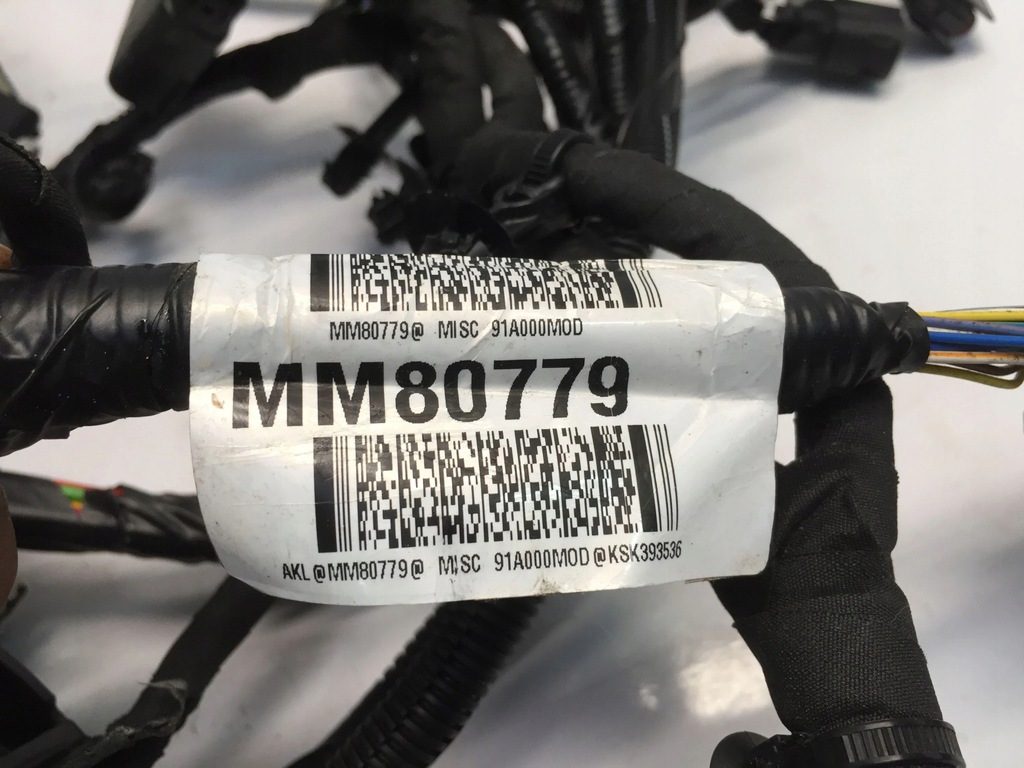 MM80779@ MISC 91A000MOD
MM80779
AKL@MM80779@ MISC 91A000MOD@KSK393536